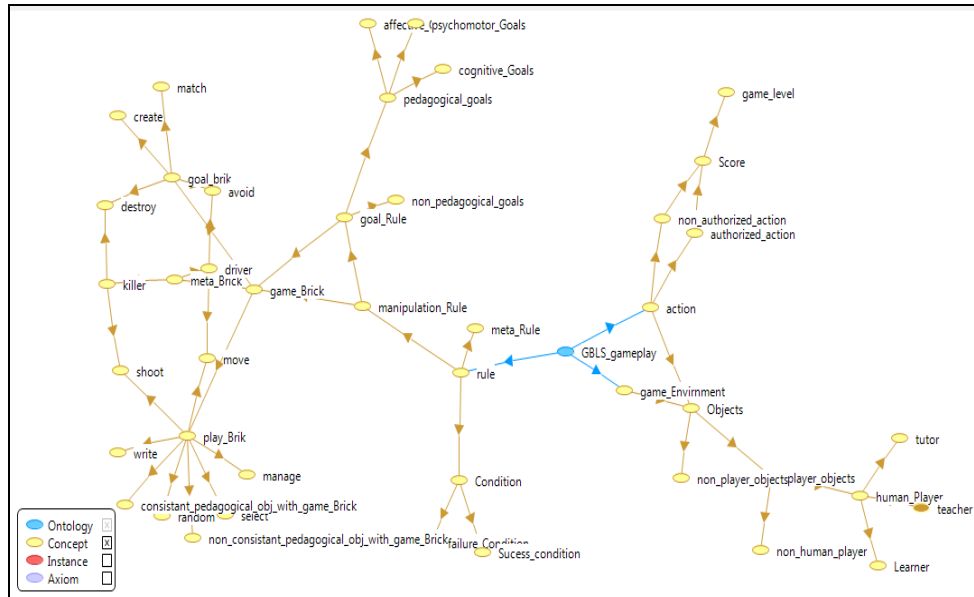 affective_(psychomotor_Goals
cognitive_Goals
match
game_level
pedagogical_goals
create
Score
goal_brik
avoid
destroy
non_pedagogical_goals
goal_Rule
non_authorized_action
authorized_action
driver
killer
meta_Brick
game_Brick
manipulation_Rule
action
meta_Rule
GBLS_gameplay
move
shoot
rule
game_Envirnment
Objects
play_Brik
write
manage
tutor
Condition
non_player_objects
player_objects
human_Player
consistant_pedagogical_obj_with_game_Brick
random
select
teacher
non_consistant_pedagogical_obj_with_game_Brick
failure_Condition
Sucess_condition
non_human_player
Learner
Ontology x
Concept x
Instance
Axiom